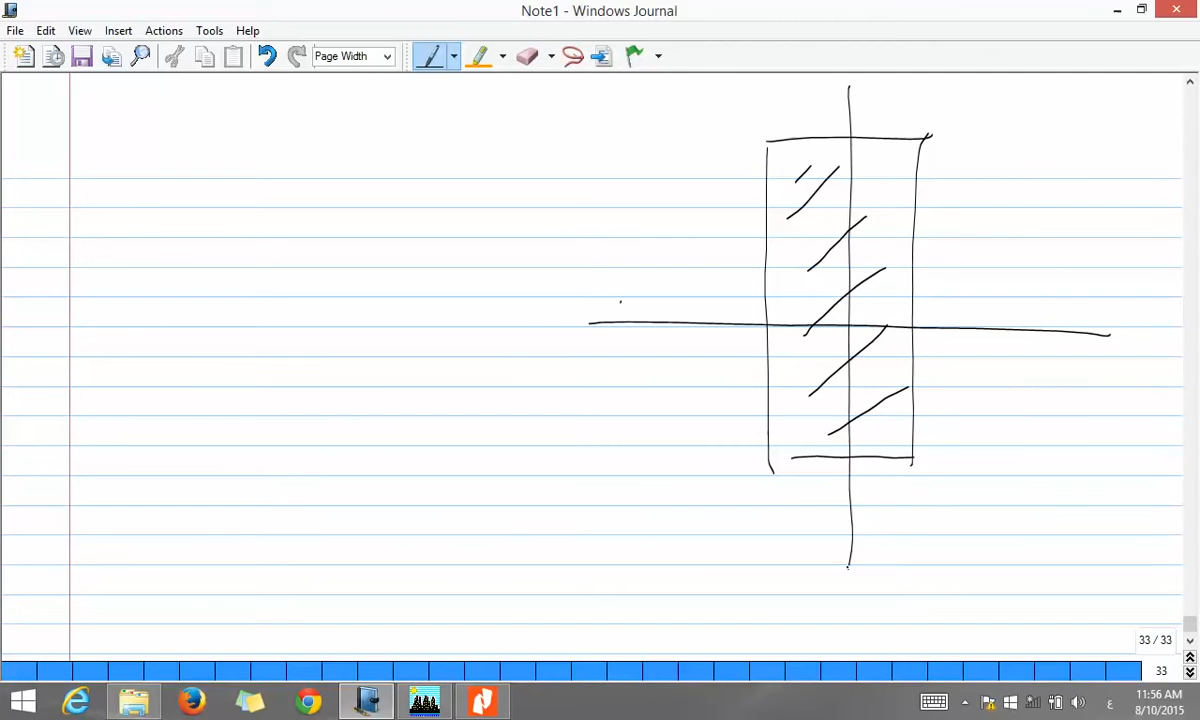 Note1 - Windows Journal
File Edit View Insert Actions Tools Help
Page Width
33 / 33
33
11:56 AM
ع
8/10/2015